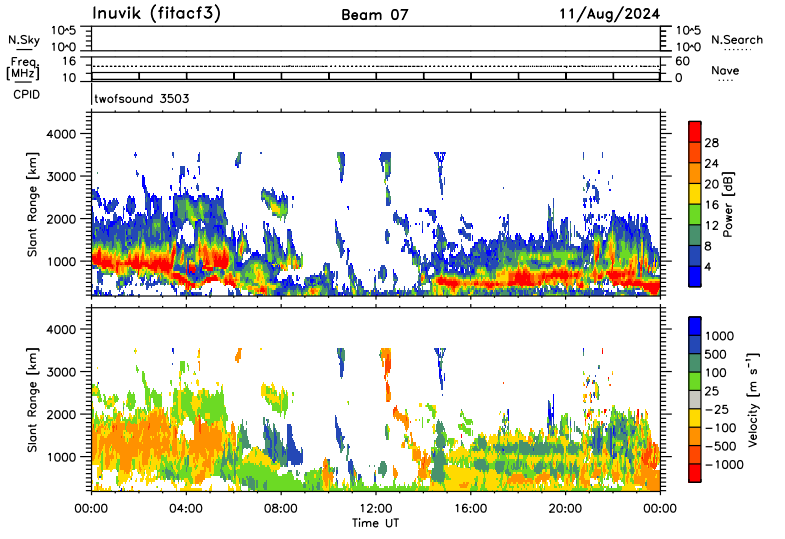 Inuvik (fitacf3) Beam 07 11/Aug/2024
N.Sky 10^5 10^5 N.Search
10^0 10^0
Freq. [MHz] 16 60 Nave
10 0
CPID twofsound 3503
Slant Range [km]
4000
3000
2000
1000
28
24
20
16
12
8
4
Power [dB]
Slant Range [km]
4000
3000
2000
1000
1000
500
100
25
-25
-100
-500
-1000
Velocity [m s^-1]
00:00 04:00 08:00 12:00 16:00 20:00 00:00
Time UT